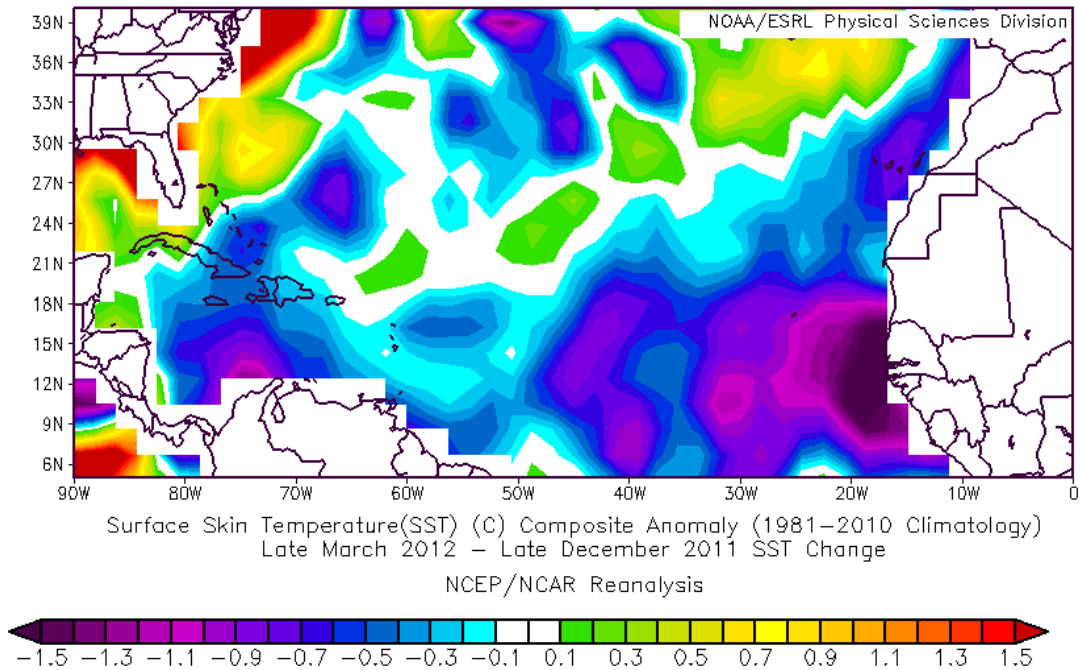 NOAA/ESRL Physical Sciences Division
39N
36N
33N
30N
27N
24N
21N
18N
15N
12N
9N
6N
90W 80W 70W 60W 50W 40W 30W 20W 10W 0
Surface Skin Temperature(SST) (C) Composite Anomaly (1981-2010 Climatology)
Late March 2012 - Late December 2011 SST Change
NCEP/NCAR Reanalysis
-1.5 -1.3 -1.1 -0.9 -0.7 -0.5 -0.3 -0.1 0.1 0.3 0.5 0.7 0.9 1.1 1.3 1.5